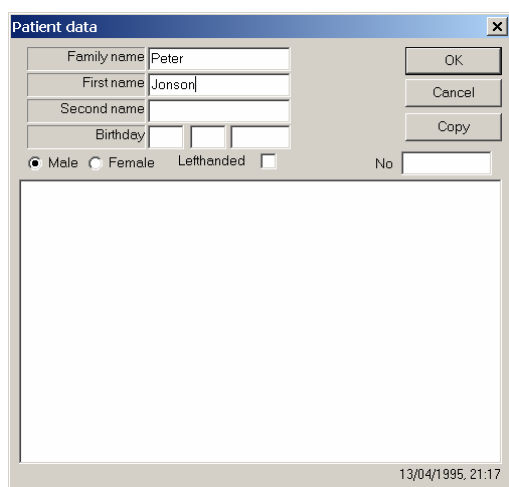 Patient data
Family name Peter OK
First name Jonson Cancel
Second name
Birthday Copy
Male Female Lefthanded No
13/04/1995, 21:17